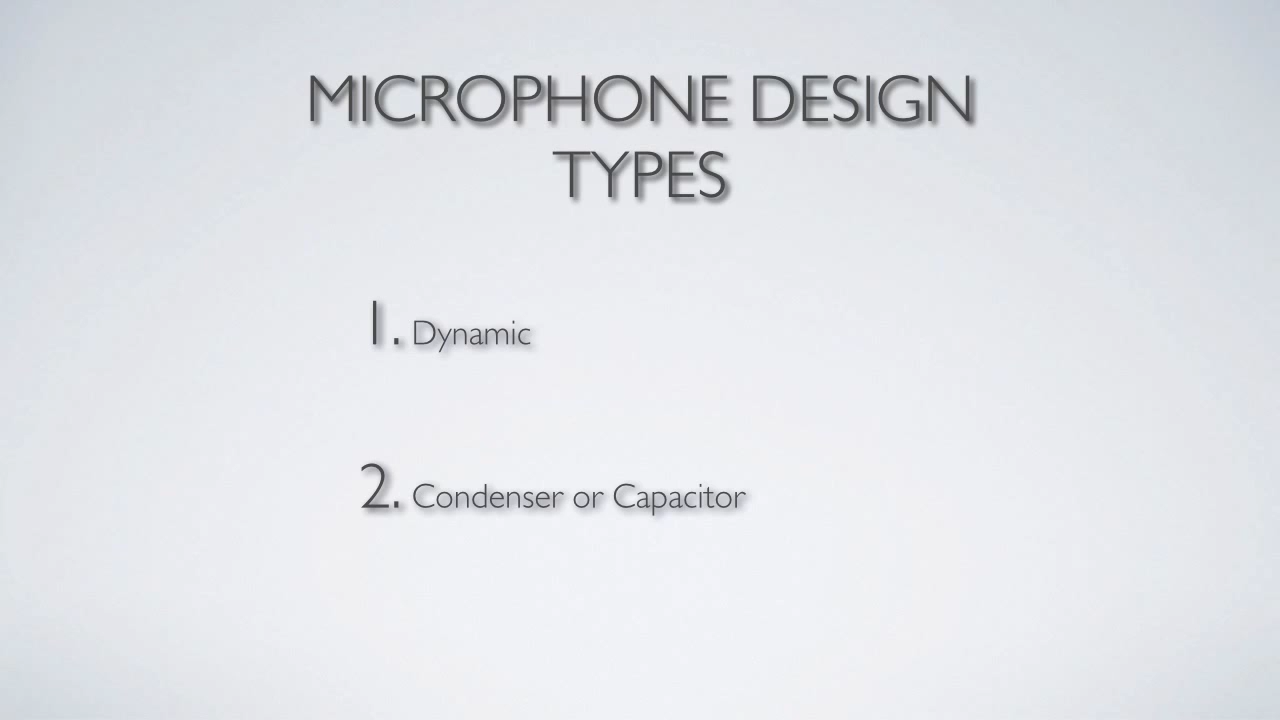 MICROPHONE DESIGN
TYPES
1. Dynamic
2. Condenser or Capacitor